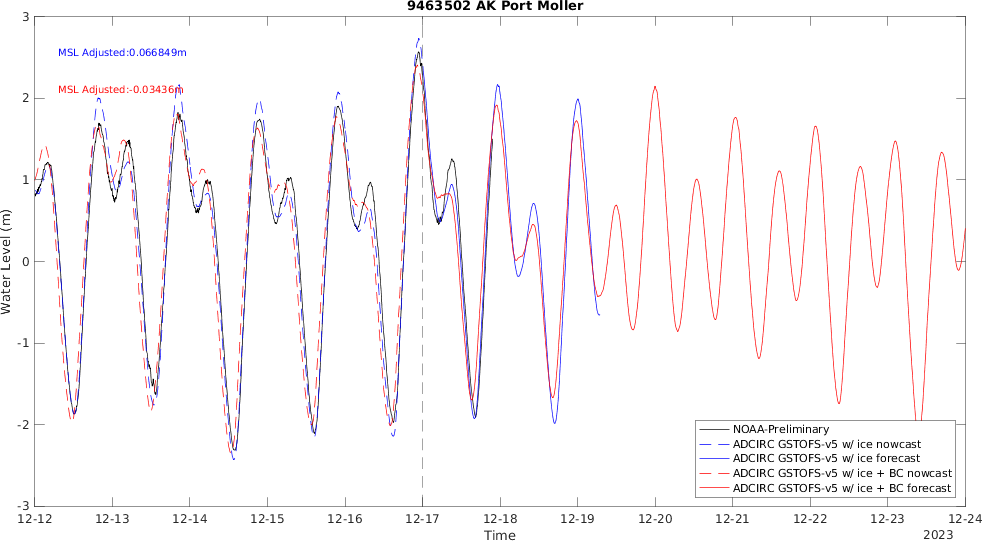 9463502 AK Port Moller
MSL Adjusted:0.066849m
MSL Adjusted:-0.03436m
Water Level (m)
3
2
1
0
-1
-2
-3
NOAA-Preliminary
ADCIRC GSTOFS-v5 w/ ice nowcast
ADCIRC GSTOFS-v5 w/ ice forecast
ADCIRC GSTOFS-v5 w/ ice + BC nowcast
ADCIRC GSTOFS-v5 w/ ice + BC forecast
12-12 12-13 12-14 12-15 12-16 12-17 12-18 12-19 12-20 12-21 12-22 12-23 12-24
Time
2023